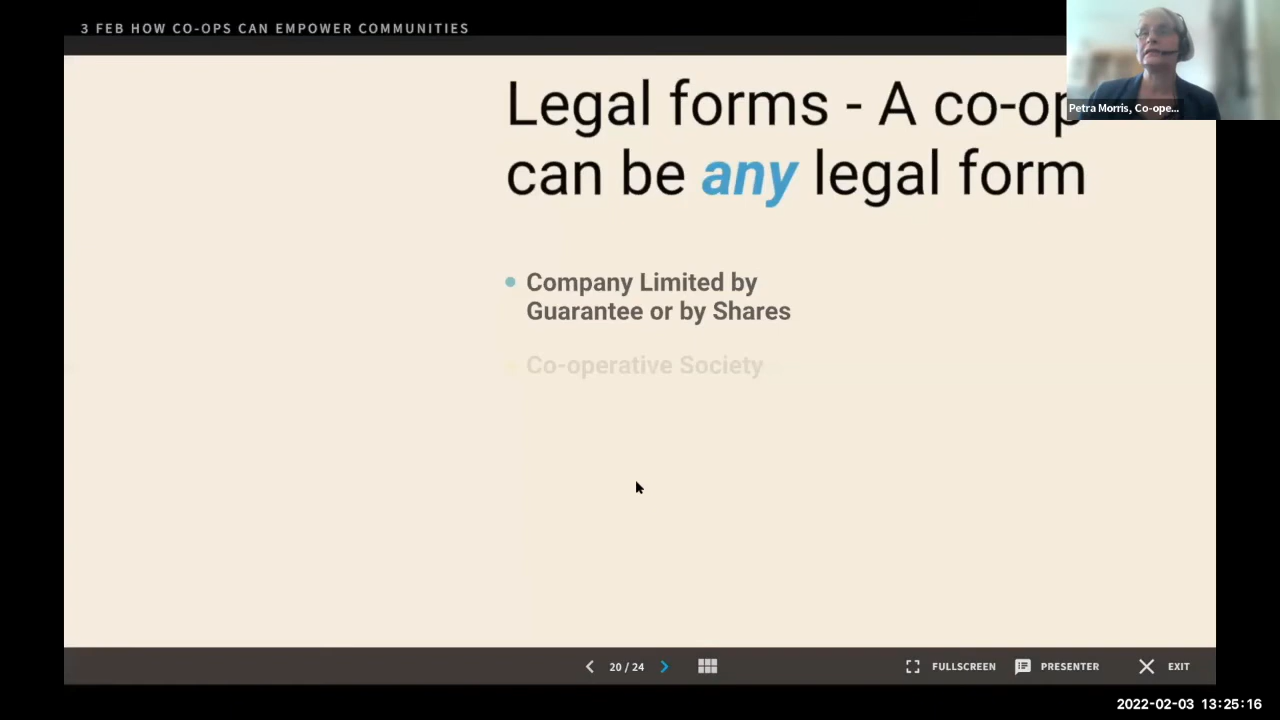 3 FEB HOW CO-OPS CAN EMPOWER COMMUNITIES
Petra Morris, Co-ope...
Legal forms - A co-op
can be any legal form
Company Limited by
Guarantee or by Shares
Co-operative Society
20 / 24
FULLSCREEN
PRESENTER
EXIT
2022-02-03 13:25:16